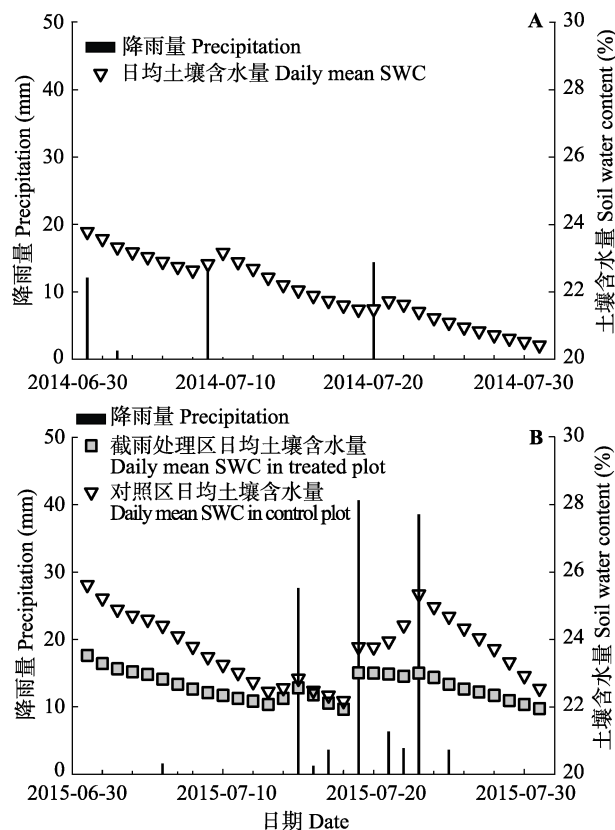 A
降雨量 Precipitation
日均土壤含水量 Daily mean SWC
降雨量 Precipitation (mm)
土壤含水量 Soil water content (%)
50
40
30
20
10
0
30
28
26
24
22
20
2014-06-30 2014-07-10 2014-07-20 2014-07-30
B
降雨量 Precipitation
截雨处理区日均土壤含水量
Daily mean SWC in treated plot
对照区日均土壤含水量
Daily mean SWC in control plot
降雨量 Precipitation (mm)
土壤含水量 Soil water content (%)
50
40
30
20
10
0
30
28
26
24
22
20
2015-06-30 2015-07-10 2015-07-20 2015-07-30
日期 Date